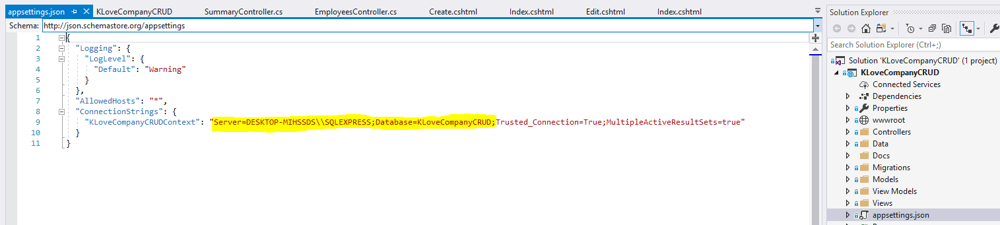 appsettings.json KLoveCompanyCRUD SummaryController.cs EmployeesController.cs Create.cshtml Index.cshtml Edit.cshtml Index.cshtml
Schema: http://json.schemastore.org/appsettings
1 {
2 "Logging": {
3 "LogLevel": {
4 "Default": "Warning"
5 }
6 },
7 "AllowedHosts": "*",
8 "ConnectionStrings": {
9 "KLoveCompanyCRUDContext": "Server=DESKTOP-MIHSSDS\\SQLEXPRESS;Database=KLoveCompanyCRUD;Trusted_Connection=True;MultipleActiveResultSets=true"
10 }
11 }
Solution Explorer
Search Solution Explorer (Ctrl+;)
Solution 'KLoveCompanyCRUD' (1 project)
KLoveCompanyCRUD
Connected Services
Dependencies
Properties
wwwroot
Controllers
Data
Docs
Migrations
Models
View Models
Views
appsettings.json